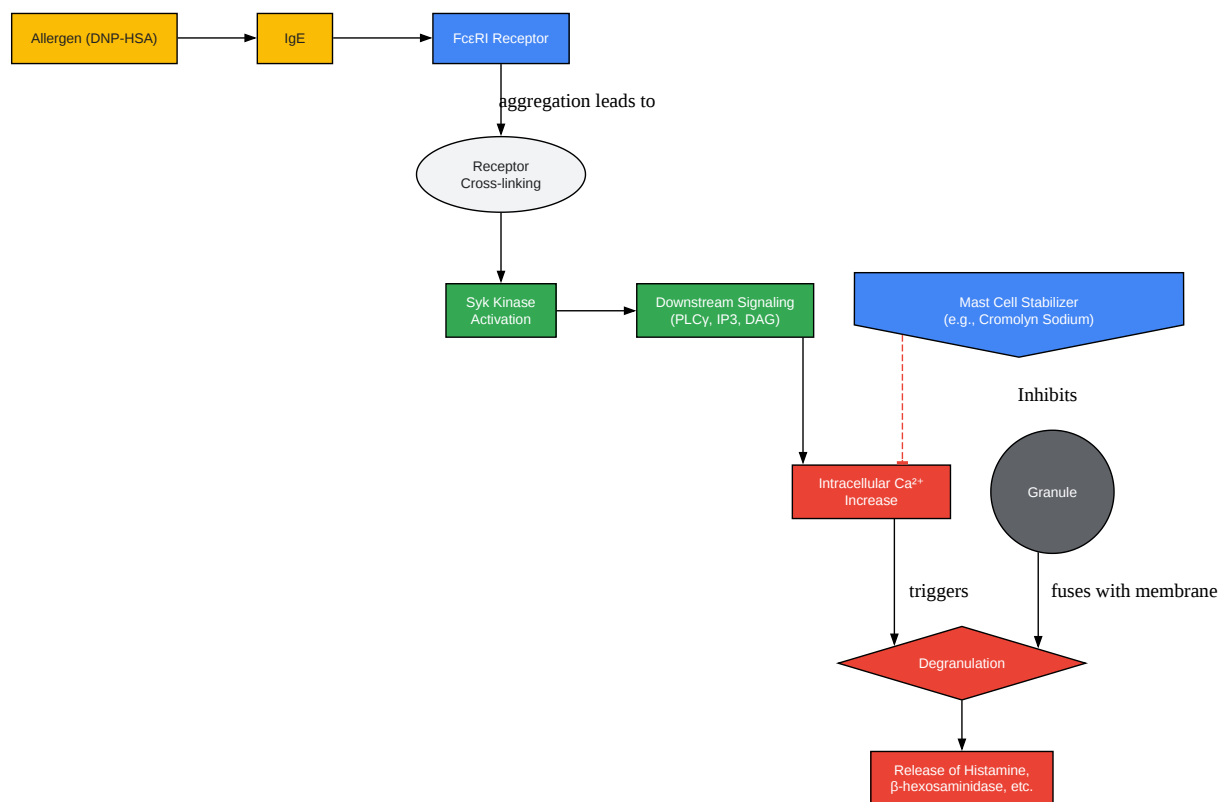 Allergen (DNP-HSA)
IgE
FcεRI Receptor
aggregation leads to
Receptor
Cross-linking
Syk Kinase
Activation
Downstream Signaling
(PLCγ, IP3, DAG)
Mast Cell Stabilizer
(e.g., Cromolyn Sodium)
Inhibits
Intracellular Ca²⁺
Increase
Granule
triggers
fuses with membrane
Degranulation
Release of Histamine,
β-hexosaminidase, etc.